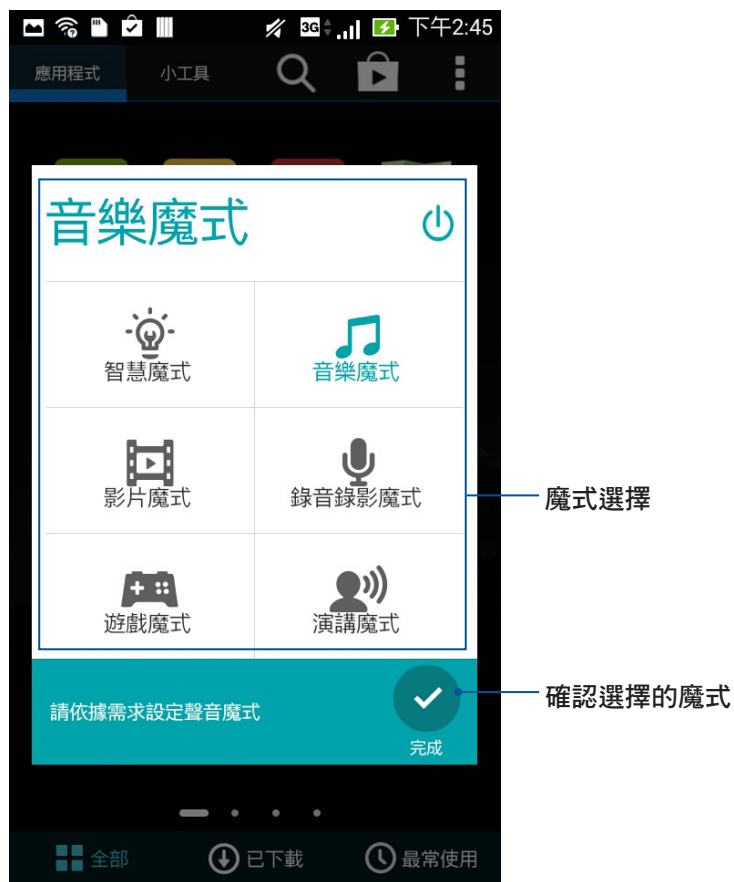 3G 下午2:45
應用程式 小工具
音樂魔式
智慧魔式 音樂魔式
影片魔式 錄音錄影魔式
魔式選擇
遊戲魔式 演講魔式
確認選擇的魔式
請依據需求設定聲音魔式
完成
全部 已下載 最常使用